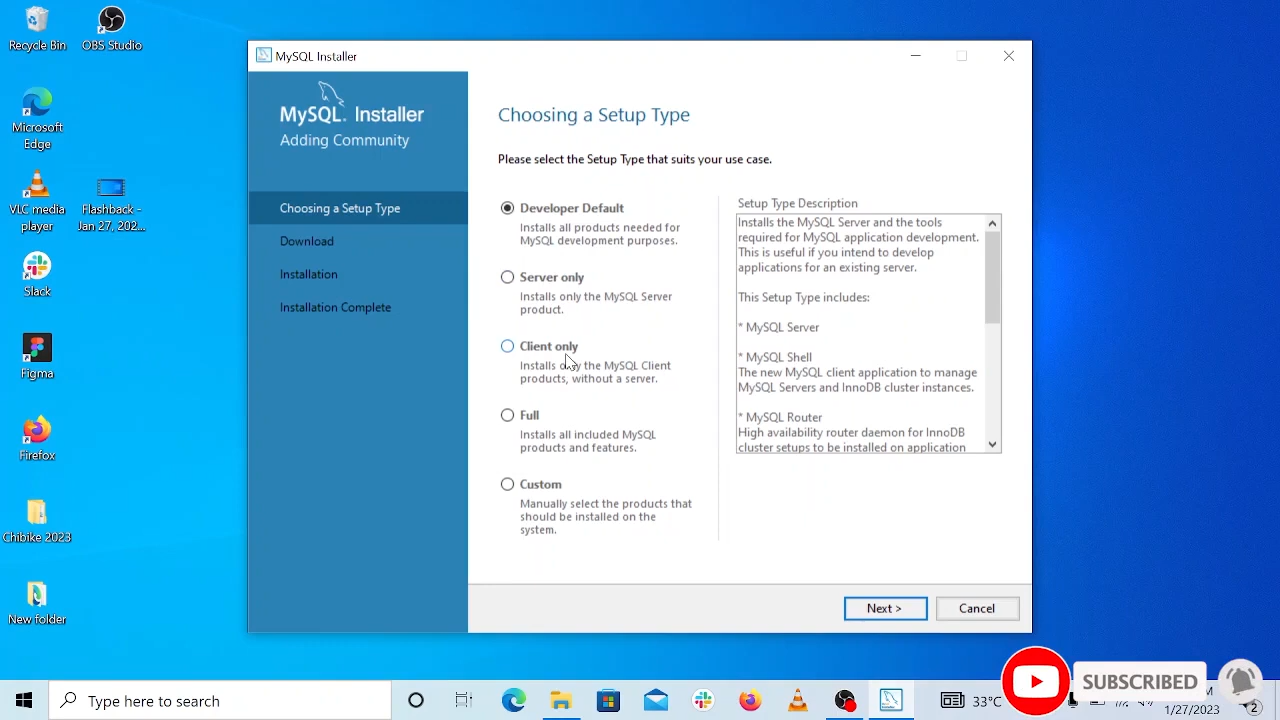 Recycle Bin
OBS Studio
Microsoft
Edge
VLC media
player
Flashback -
Jan 27, 202...
Slack
Figma
Firefox
Chibike 2023
New folder
MySQL Installer
MySQL. Installer
Adding Community
Choosing a Setup Type
Download
Installation
Installation Complete
Choosing a Setup Type
Please select the Setup Type that suits your use case.
Developer Default
Installs all products needed for
MySQL development purposes.
Server only
Installs only the MySQL Server
product.
Client only
Installs only the MySQL Client
products, without a server.
Full
Installs all included MySQL
products and features.
Custom
Manually select the products that
should be installed on the
system.
Setup Type Description
Installs the MySQL Server and the tools
required for MySQL application development.
This is useful if you intend to develop
applications for an existing server.
This Setup Type includes:
* MySQL Server
* MySQL Shell
The new MySQL client application to manage
MySQL Servers and InnoDB cluster instances.
* MySQL Router
High availability router daemon for InnoDB
cluster setups to be installed on application
Next >
Cancel
Type here to search
33°C
SUBSCRIBED
1/27/2023
2